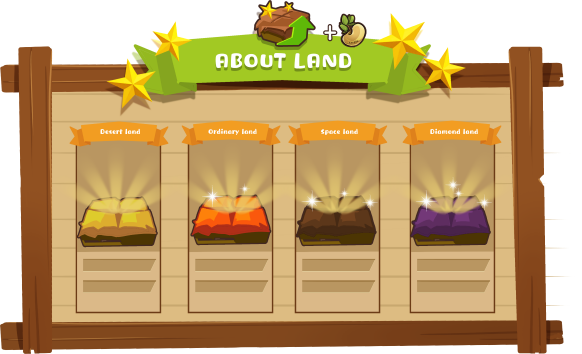 ABOUT LAND
Desert land
Ordinary land
Space land
Diamond land